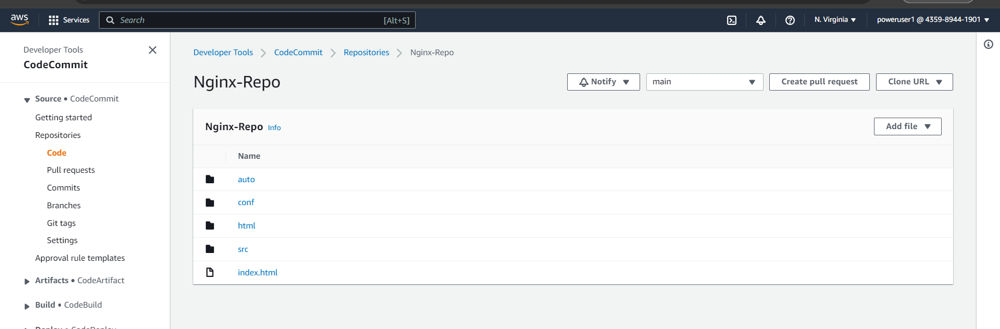 aws
Services
Search [Alt+S]
N. Virginia
poweruser1 @ 4359-8944-1901
Developer Tools
CodeCommit
Source • CodeCommit
Getting started
Repositories
Code
Pull requests
Commits
Branches
Git tags
Settings
Approval rule templates
Artifacts • CodeArtifact
Build • CodeBuild
Deploy • CodeDeploy
Developer Tools
CodeCommit
Repositories
Nginx-Repo
Nginx-Repo
Notify
main
Create pull request
Clone URL
Nginx-Repo Info
Add file
Name
auto
conf
html
src
index.html